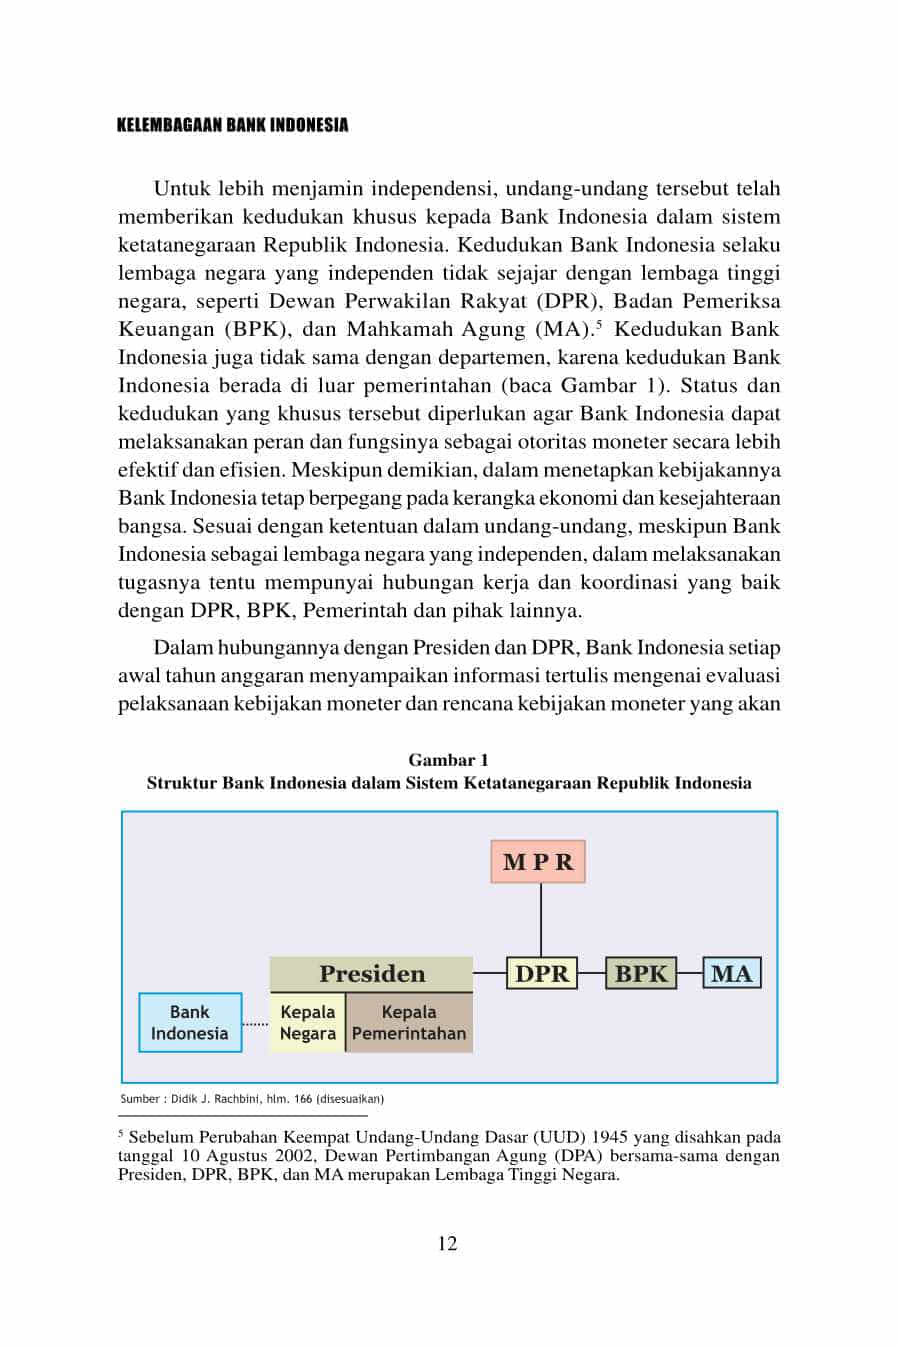 KELEMBAGAAN BANK INDONESIA
Untuk lebih menjamin independensi, undang-undang tersebut telah
memberikan kedudukan khusus kepada Bank Indonesia dalam sistem
ketatanegaraan Republik Indonesia. Kedudukan Bank Indonesia selaku
lembaga negara yang independen tidak sejajar dengan lembaga tinggi
negara, seperti Dewan Perwakilan Rakyat (DPR), Badan Pemeriksa
Keuangan (BPK), dan Mahkamah Agung (MA).⁵ Kedudukan Bank
Indonesia juga tidak sama dengan departemen, karena kedudukan Bank
Indonesia berada di luar pemerintahan (baca Gambar 1). Status dan
kedudukan yang khusus tersebut diperlukan agar Bank Indonesia dapat
melaksanakan peran dan fungsinya sebagai otoritas moneter secara lebih
efektif dan efisien. Meskipun demikian, dalam menetapkan kebijakannya
Bank Indonesia tetap berpegang pada kerangka ekonomi dan kesejahteraan
bangsa. Sesuai dengan ketentuan dalam undang-undang, meskipun Bank
Indonesia sebagai lembaga negara yang independen, dalam melaksanakan
tugasnya tentu mempunyai hubungan kerja dan koordinasi yang baik
dengan DPR, BPK, Pemerintah dan pihak lainnya.
Dalam hubungannya dengan Presiden dan DPR, Bank Indonesia setiap
awal tahun anggaran menyampaikan informasi tertulis mengenai evaluasi
pelaksanaan kebijakan moneter dan rencana kebijakan moneter yang akan
Gambar 1
Struktur Bank Indonesia dalam Sistem Ketatanegaraan Republik Indonesia
M P R
Presiden
DPR
BPK
MA
Bank
Indonesia
Kepala
Negara
Kepala
Pemerintahan
Sumber : Didik J. Rachbini, hlm. 166 (disesuaikan)
⁵ Sebelum Perubahan Keempat Undang-Undang Dasar (UUD) 1945 yang disahkan pada
tanggal 10 Agustus 2002, Dewan Pertimbangan Agung (DPA) bersama-sama dengan
Presiden, DPR, BPK, dan MA merupakan Lembaga Tinggi Negara.
12